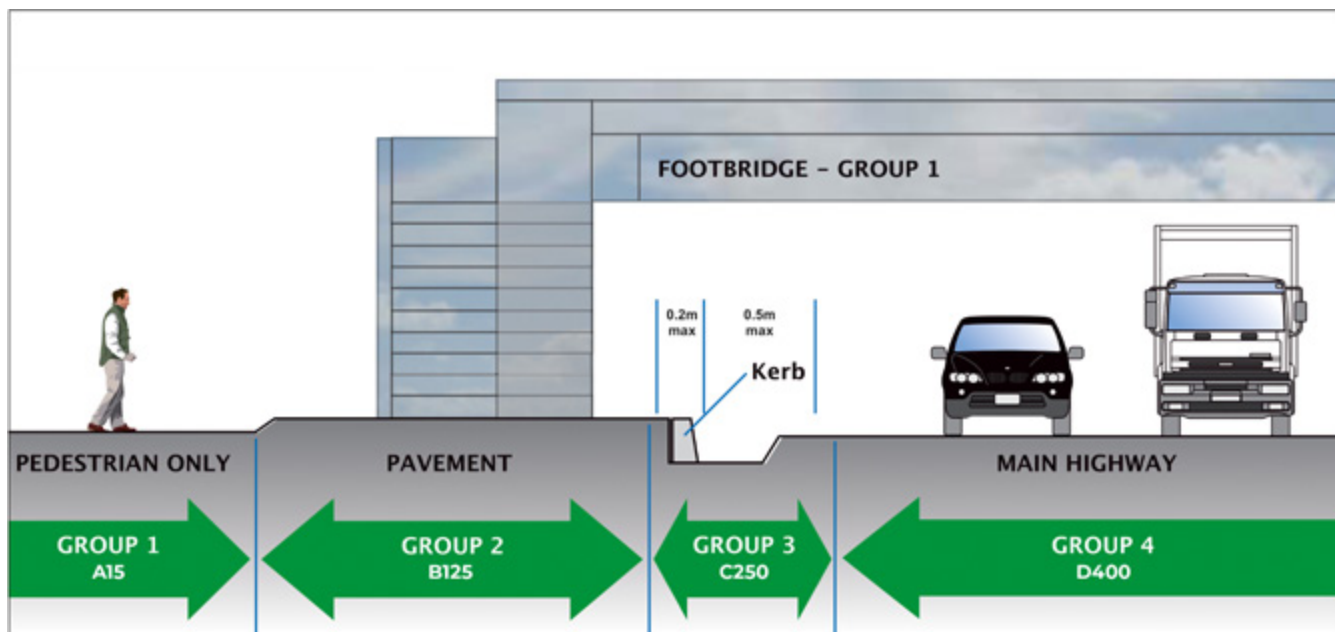 FOOTBRIDGE – GROUP 1
0.2m
max
0.5m
max
Kerb
PEDESTRIAN ONLY
PAVEMENT
MAIN HIGHWAY
GROUP 1
A15
GROUP 2
B125
GROUP 3
C250
GROUP 4
D400